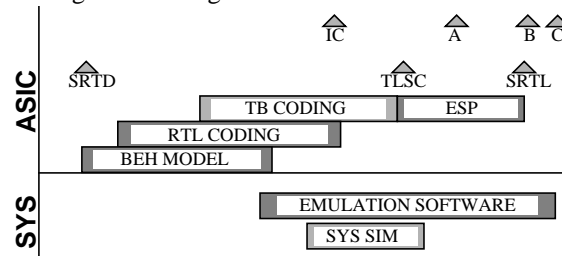 IC A B C
SRTD TLSC SRTL
TB CODING ESP
RTL CODING
BEH MODEL
ASIC
EMULATION SOFTWARE
SYS SIM
SYS